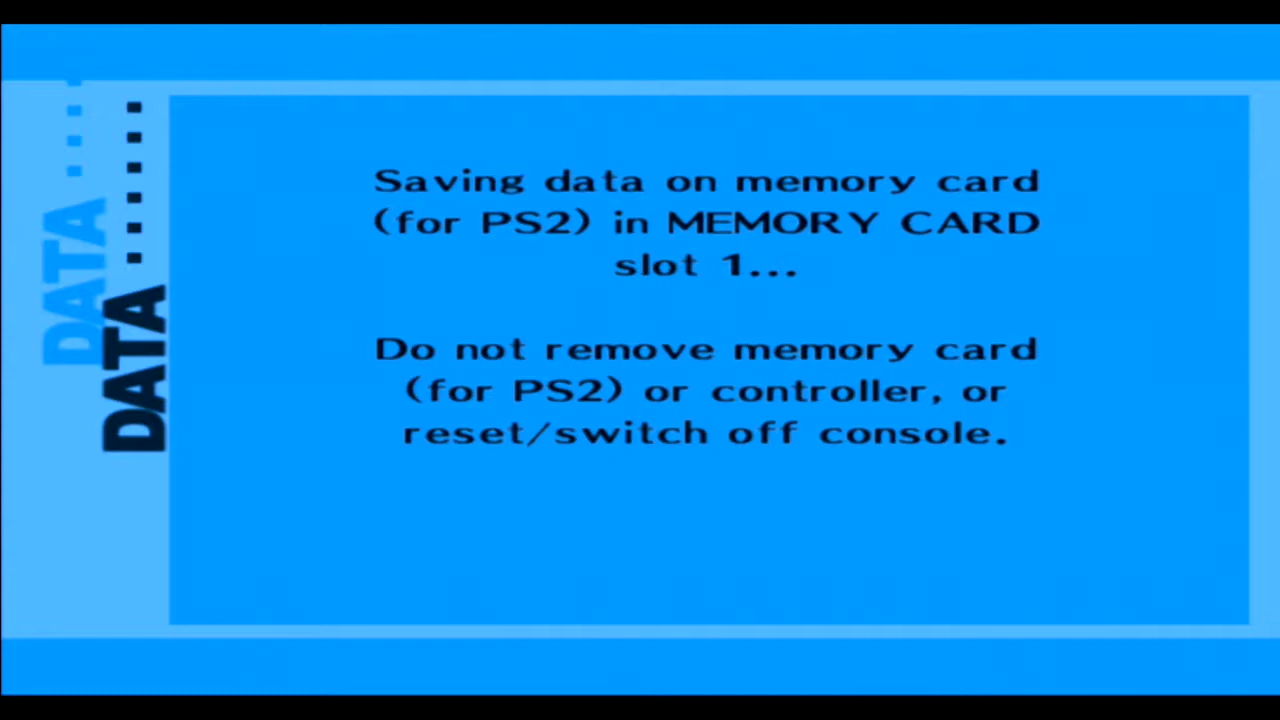 DATA ......
DATA ....
Saving data on memory card
(for PS2) in MEMORY CARD
slot 1...
Do not remove memory card
(for PS2) or controller, or
reset/switch off console.